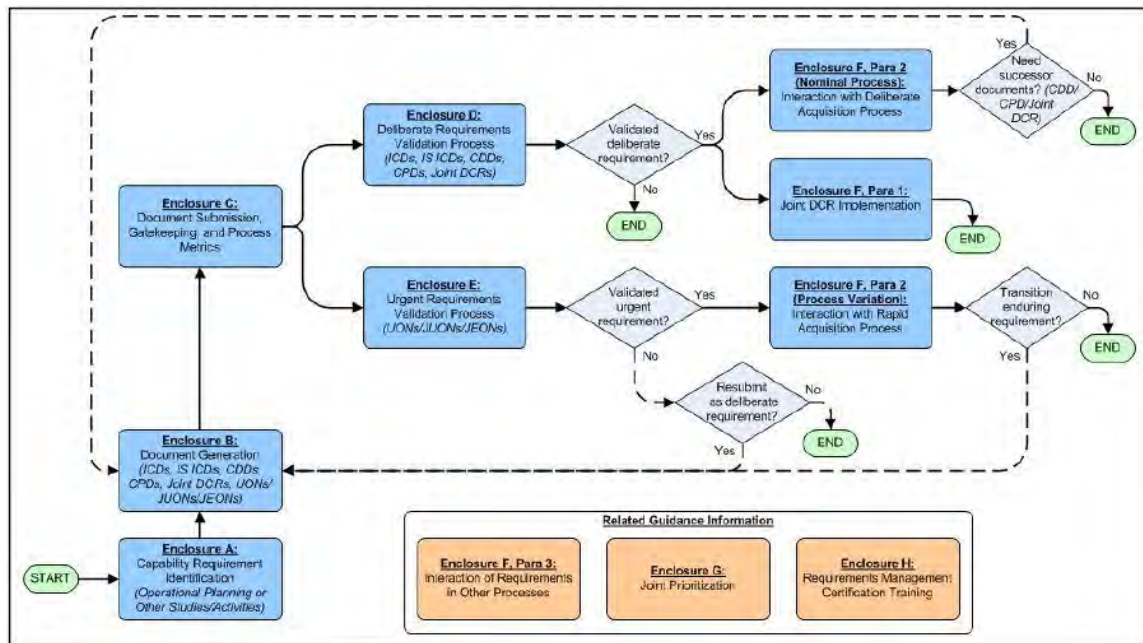 START
Enclosure A:
Capability Requirement
Identification
(Operational Planning or
Other Studies/Activities)
Enclosure B:
Document Generation
(ICDs, IS ICDs, CDDs,
CPDs, Joint DCRs, UONs/
JUONs/JEONs)
Enclosure C:
Document Submission,
Gatekeeping, and Process
Metrics
Enclosure D:
Deliberate Requirements
Validation Process
(ICDs, IS ICDs, CDDs,
CPDs, Joint DCRs)
Validated
deliberate
requirement?
Yes
No
END
Enclosure F, Para 2
(Nominal Process):
Interaction with Deliberate
Acquisition Process
Yes
Need
successor
documents? (CDD/
CPD/Joint
DCR)
No
END
Enclosure F, Para 1:
Joint DCR Implementation
END
Enclosure E:
Urgent Requirements
Validation Process
(UONs/JUONs/JEONs)
Validated
urgent
requirement?
Yes
No
Enclosure F, Para 2
(Process Variation):
Interaction with Rapid
Acquisition Process
Transition
enduring
requirement?
No
END
Yes
Resubmit
as deliberate
requirement?
No
END
Yes
Related Guidance Information
Enclosure F, Para 3:
Interaction of Requirements
in Other Processes
Enclosure G:
Joint Prioritization
Enclosure H:
Requirements Management
Certification Training